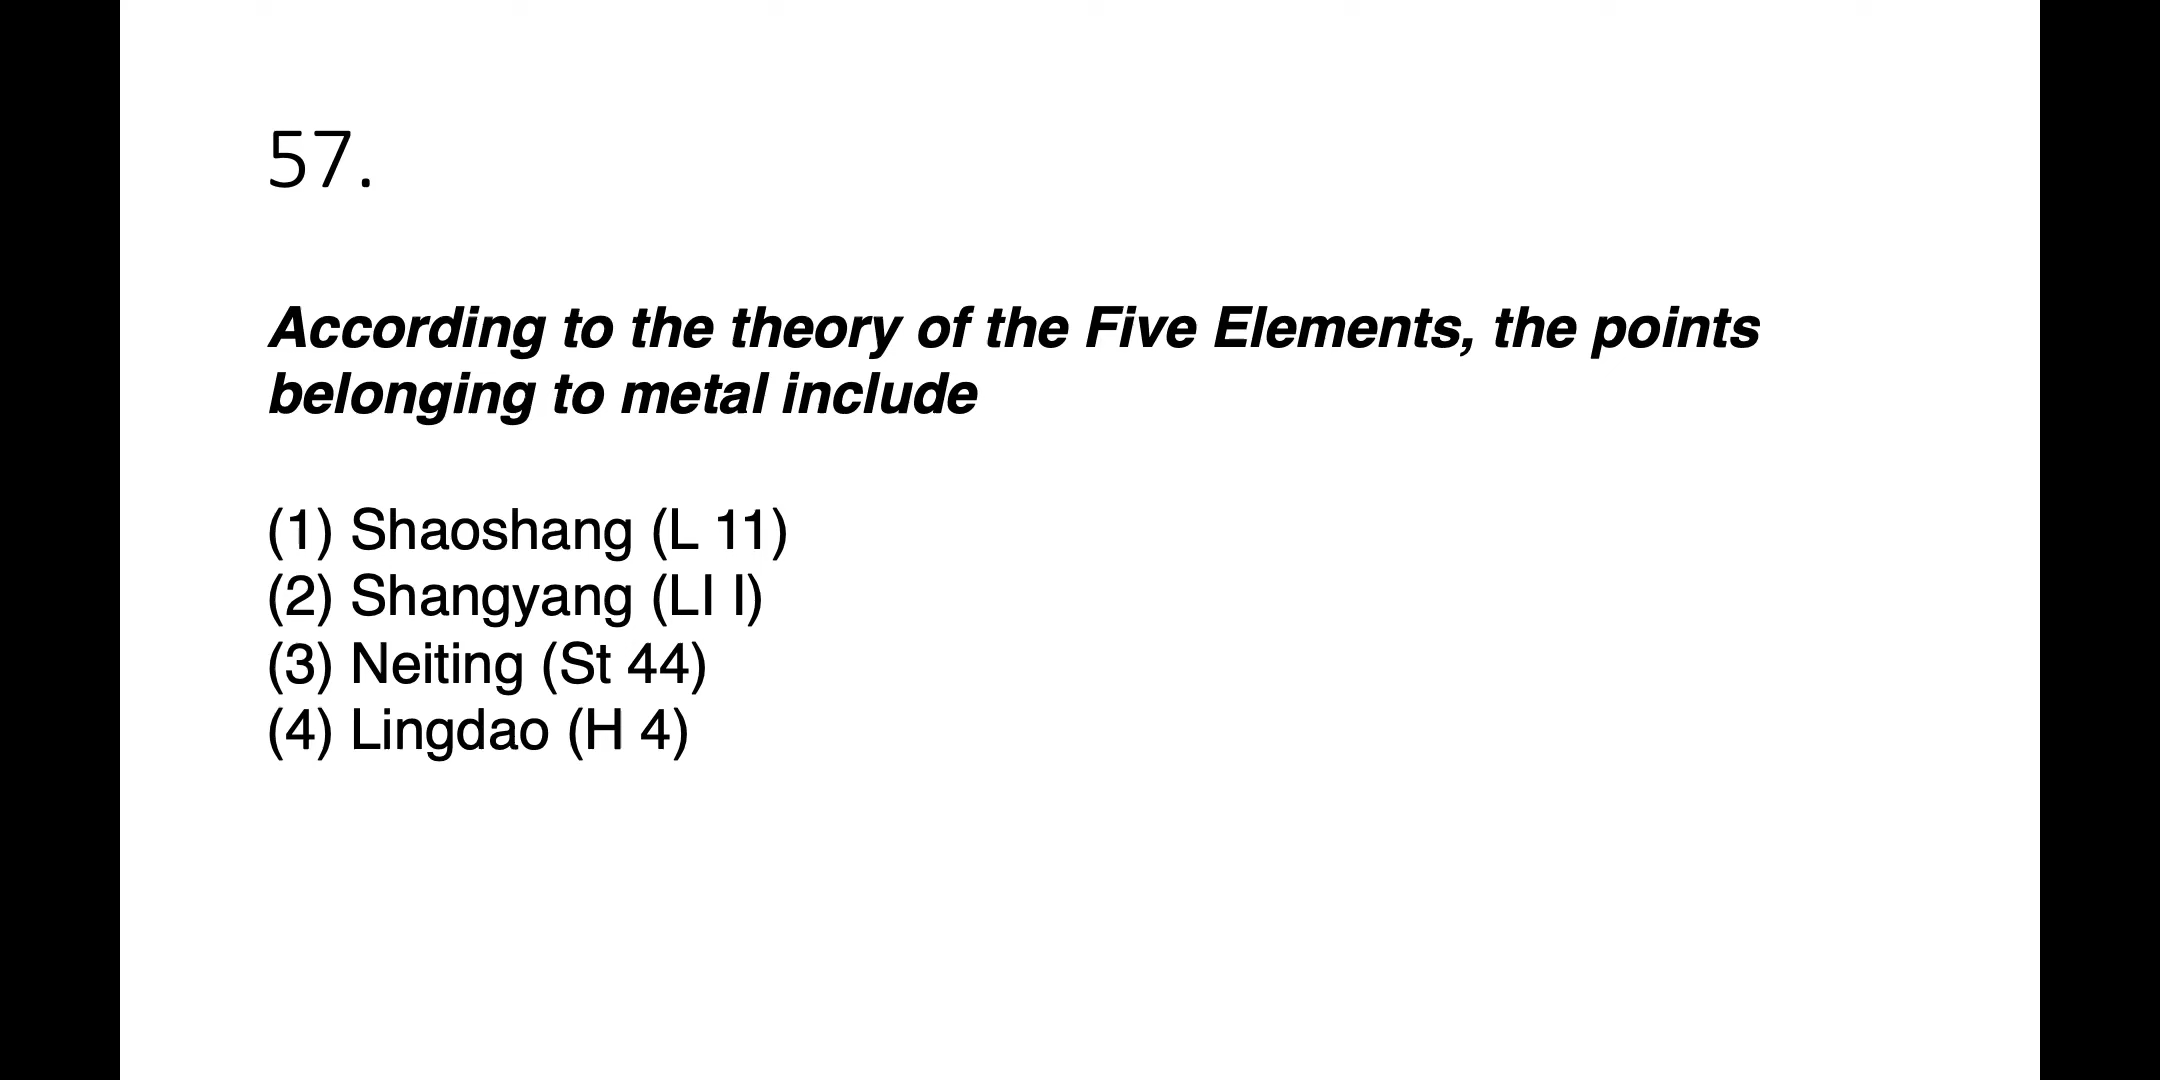 57.
According to the theory of the Five Elements, the points
belonging to metal include
(1) Shaoshang (L 11)
(2) Shangyang (LI I)
(3) Neiting (St 44)
(4) Lingdao (H 4)